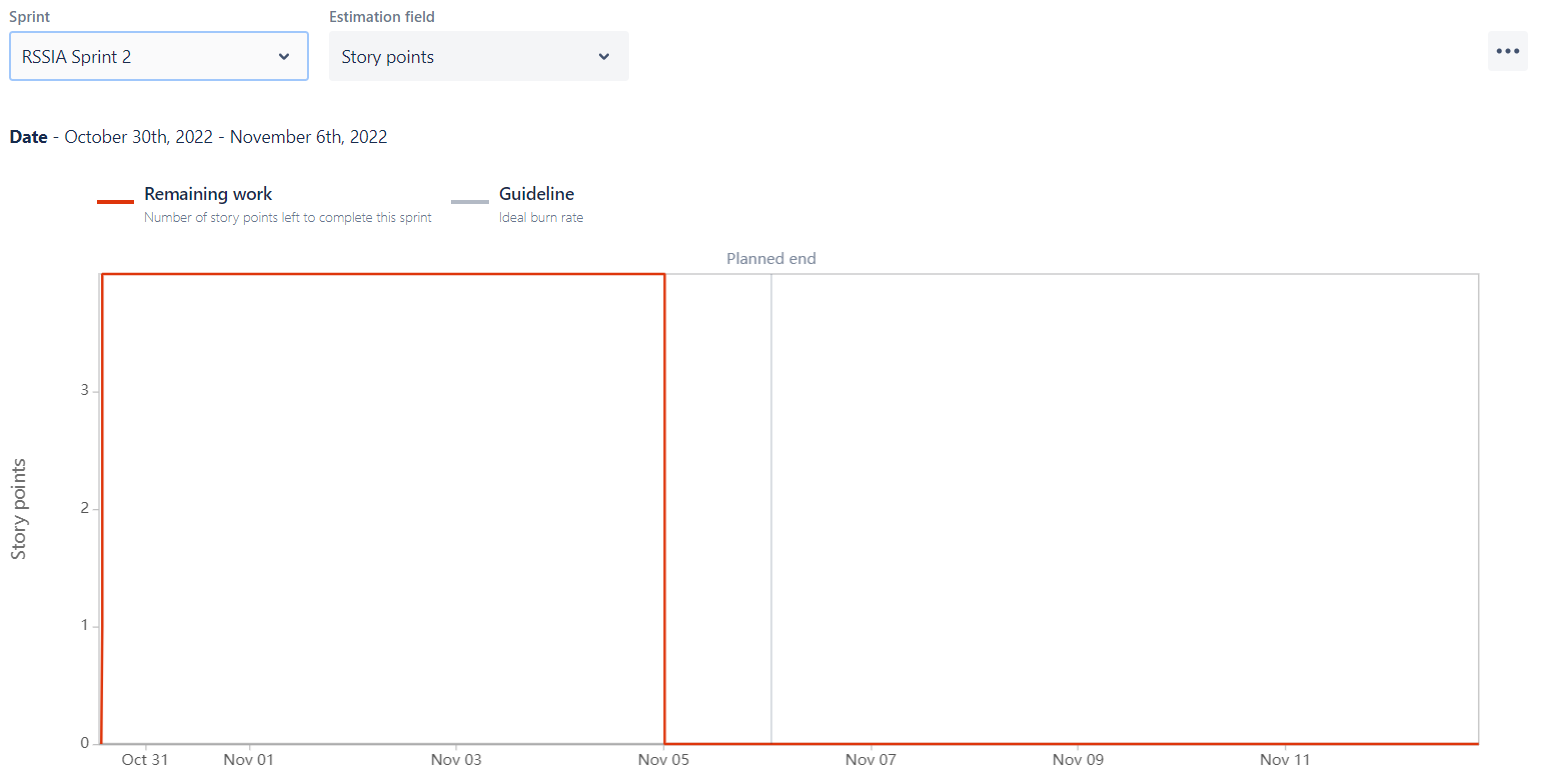 Sprint
Estimation field
RSSIA Sprint 2
Story points
Date - October 30th, 2022 - November 6th, 2022
Remaining work
Number of story points left to complete this sprint
Guideline
Ideal burn rate
Planned end
3
2
1
0
Story points
Oct 31
Nov 01
Nov 03
Nov 05
Nov 07
Nov 09
Nov 11